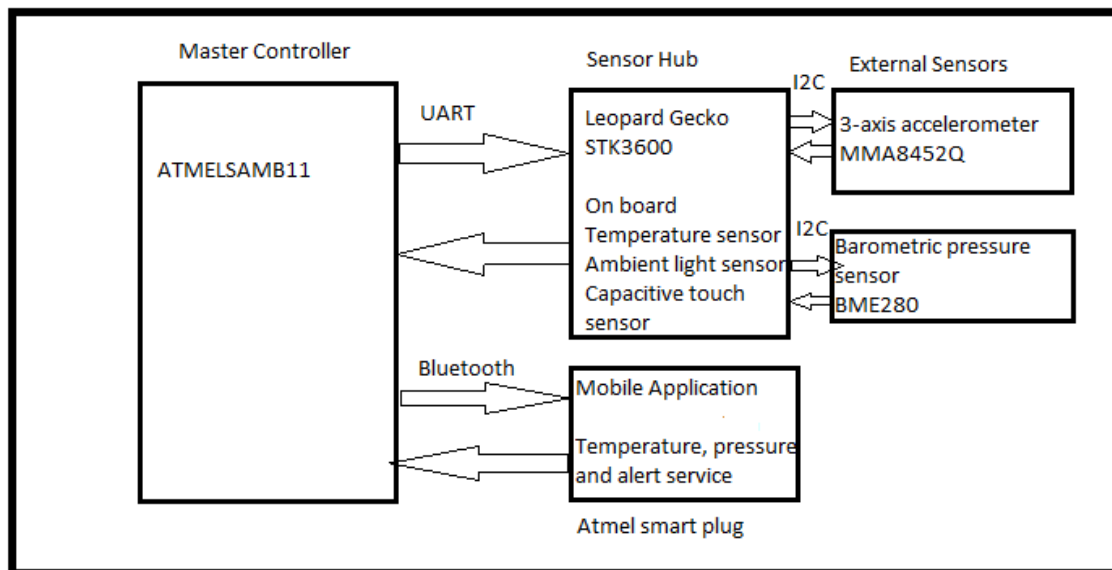 Master Controller
ATMELSAMB11
UART
Sensor Hub
Leopard Gecko
STK3600
On board
Temperature sensor
Ambient light sensor
Capacitive touch
sensor
I2C
External Sensors
3-axis accelerometer
MMA8452Q
I2C
Barometric pressure
sensor
BME280
Bluetooth
Mobile Application
Temperature, pressure
and alert service
Atmel smart plug